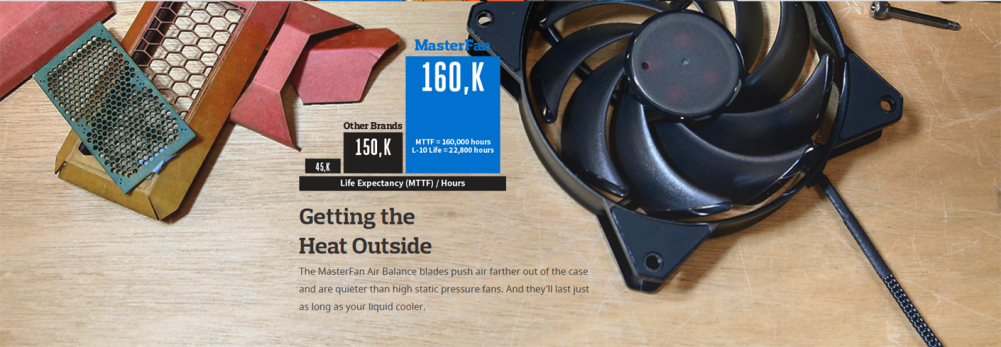 MasterFan
160,K
MTTF = 160,000 hours
L-10 Life = 22,800 hours
Other Brands
150,K
45,K
Life Expectancy (MTTF) / Hours
Getting the
Heat Outside
The MasterFan Air Balance blades push air farther out of the case
and are quieter than high static pressure fans. And they'll last just
as long as your liquid cooler.